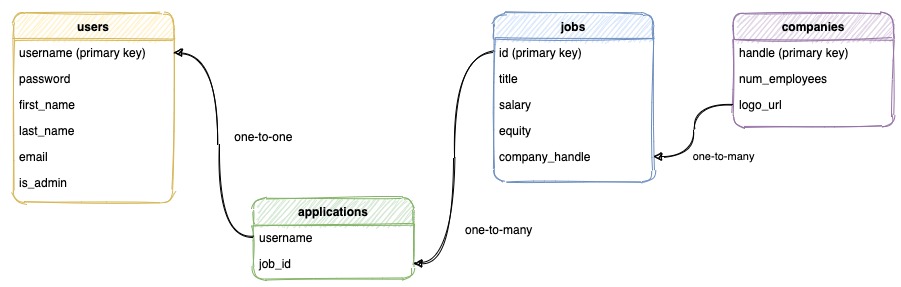 users
username (primary key)
password
first_name
last_name
email
is_admin
one-to-one
applications
username
job_id
one-to-many
jobs
id (primary key)
title
salary
equity
company_handle
one-to-many
companies
handle (primary key)
num_employees
logo_url